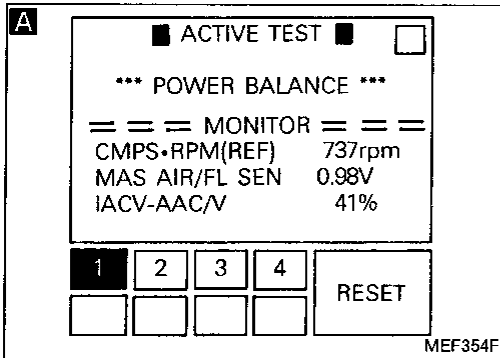 A
■ ACTIVE TEST ■
*** POWER BALANCE ***
= = = MONITOR = = =
CMPS•RPM(REF) 737rpm
MAS AIR/FL SEN 0.98V
IACV-AAC/V 41%
1 2 3 4
RESET
MEF354F